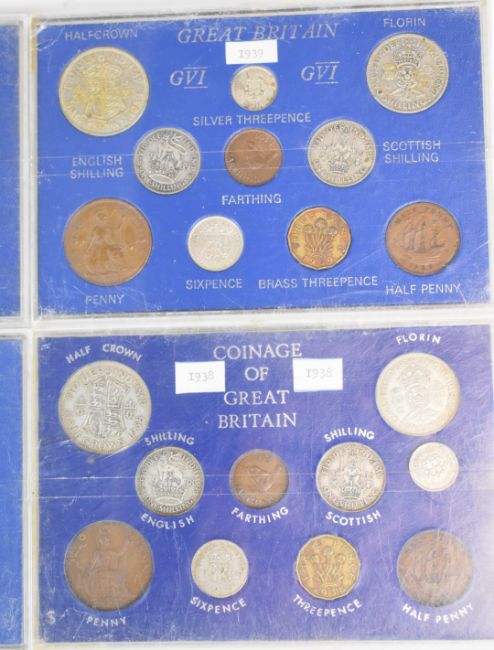 HALFCROWN
GREAT BRITAIN
FLORIN
1939
GVI
GVI
SILVER THREEPENCE
ENGLISH
SHILLING
SCOTTISH
SHILLING
FARTHING
PENNY
SIXPENCE
BRASS THREEPENCE
HALF PENNY
HALF CROWN
COINAGE
OF
GREAT
BRITAIN
FLORIN
1938
1938
SHILLING
ENGLISH
FARTHING
SHILLING
SCOTTISH
PENNY
SIXPENCE
THREEPENCE
HALF PENNY